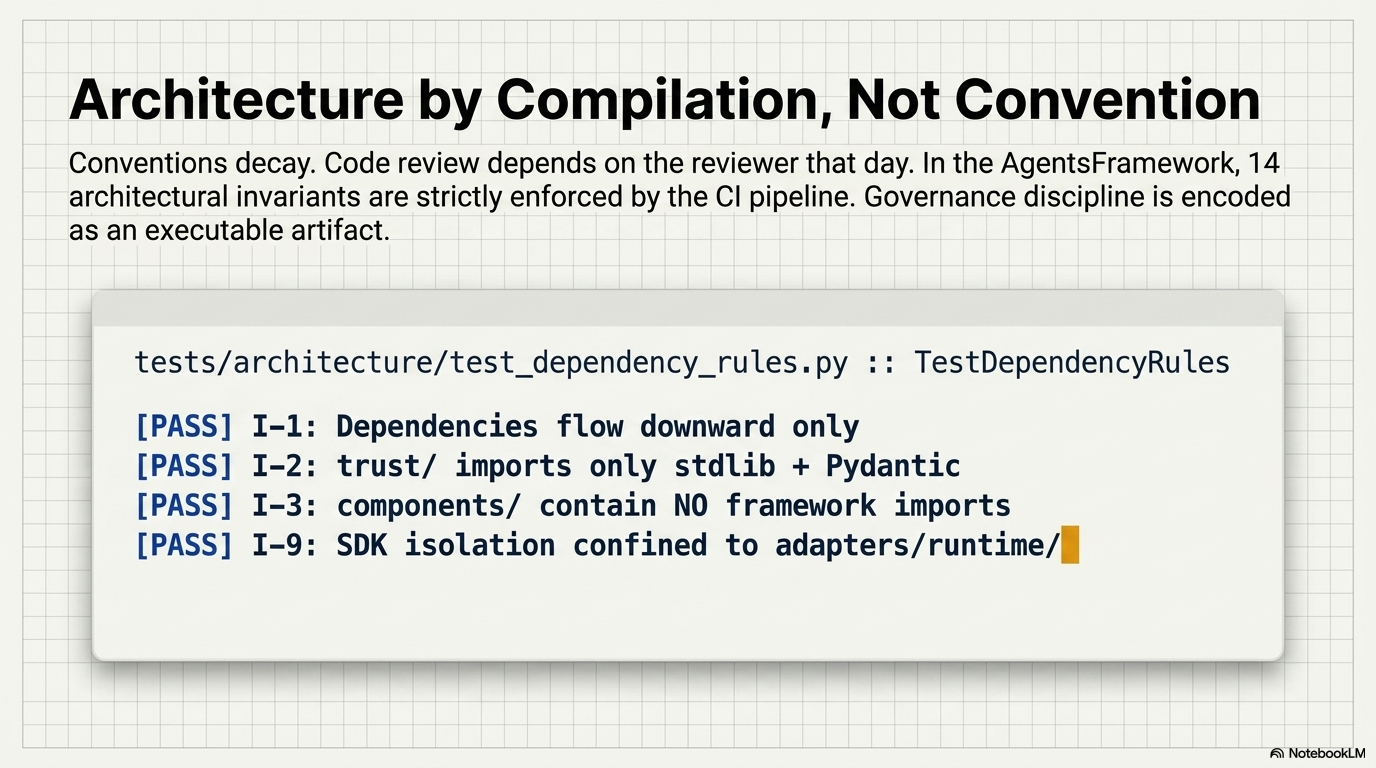 Architecture by Compilation, Not Convention
Conventions decay. Code review depends on the reviewer that day. In the AgentsFramework, 14
architectural invariants are strictly enforced by the CI pipeline. Governance discipline is encoded
as an executable artifact.
tests/architecture/test_dependency_rules.py :: TestDependencyRules
[PASS] I-1: Dependencies flow downward only
[PASS] I-2: trust/ imports only stdlib + Pydantic
[PASS] I-3: components/ contain NO framework imports
[PASS] I-9: SDK isolation confined to adapters/runtime/
NotebookLM